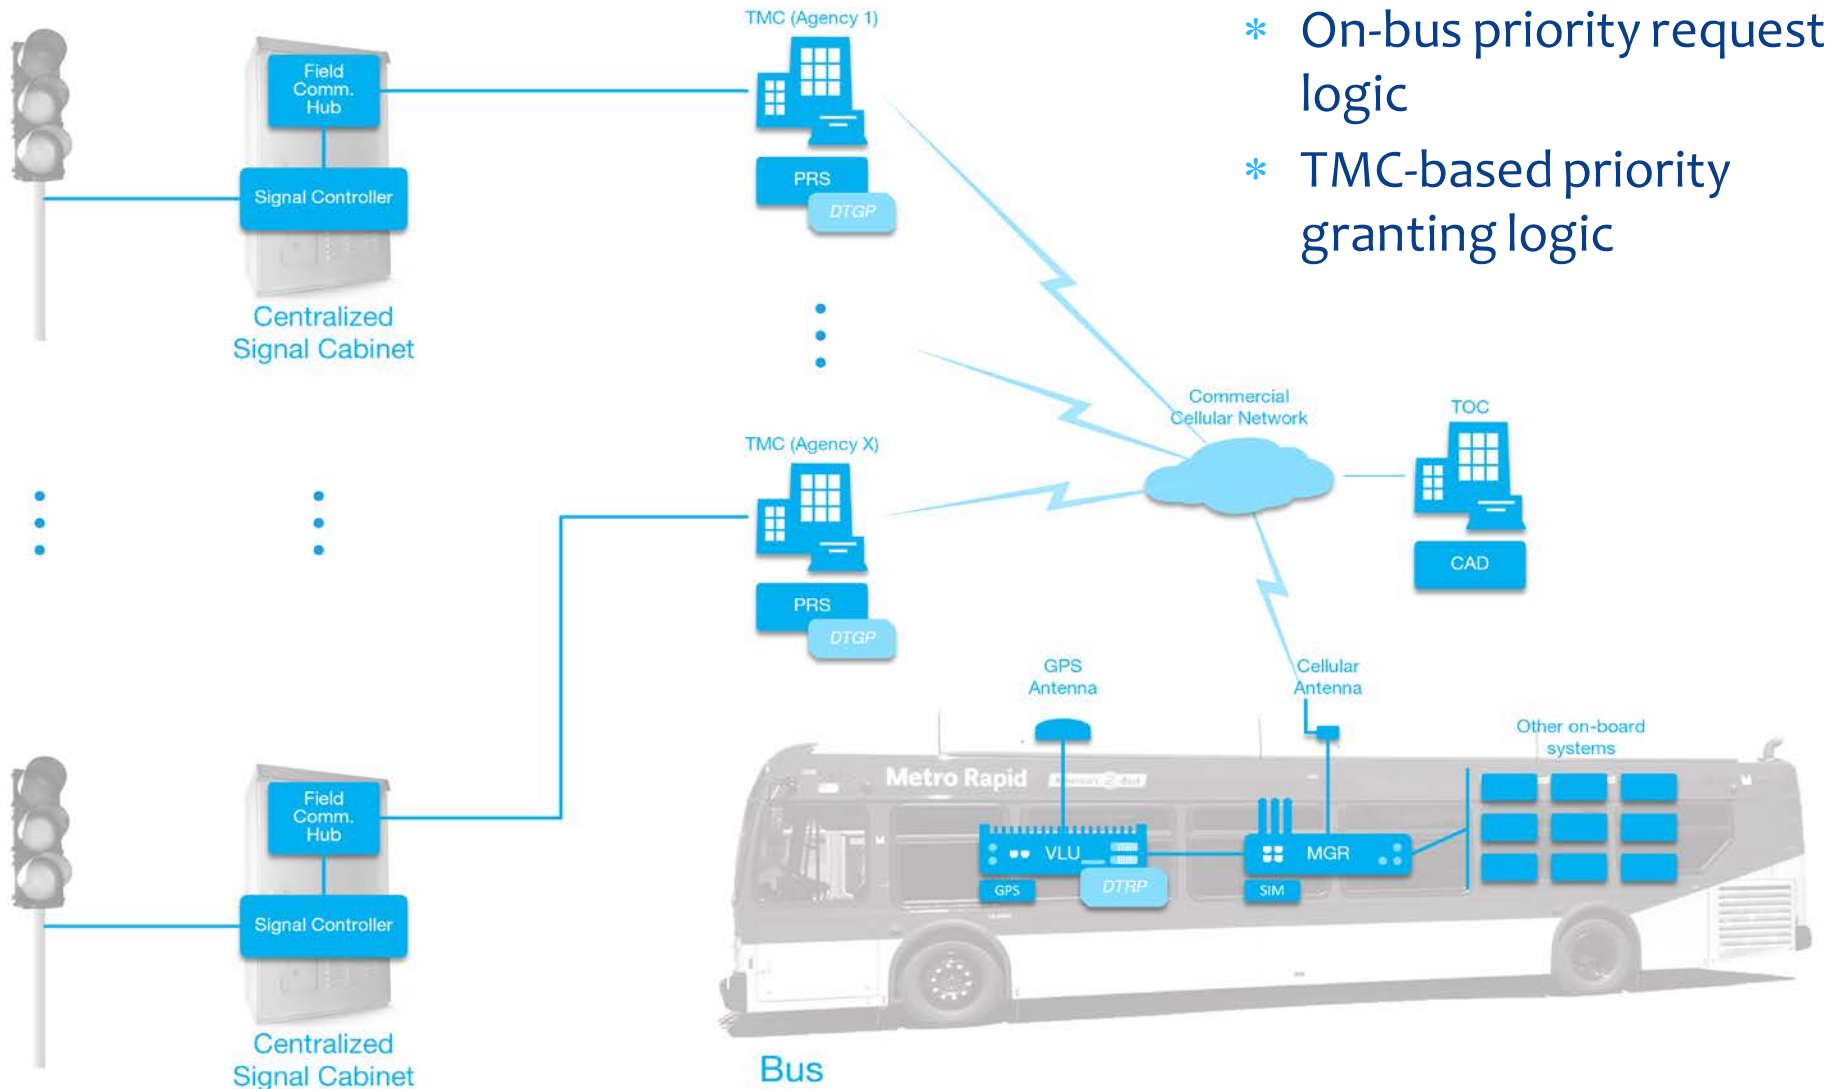 TMC (Agency 1)
* On-bus priority request
logic
* TMC-based priority
granting logic
Field
Comm.
Hub
Signal Controller
PRS
DTGP
Centralized
Signal Cabinet
Commercial
Cellular Network
TOC
CAD
TMC (Agency X)
PRS
DTGP
GPS
Antenna
Cellular
Antenna
Other on-board
systems
Metro Rapid
Field
Comm.
Hub
Signal Controller
VLU
GPS
DTRP
MGR
SIM
Centralized
Signal Cabinet
Bus